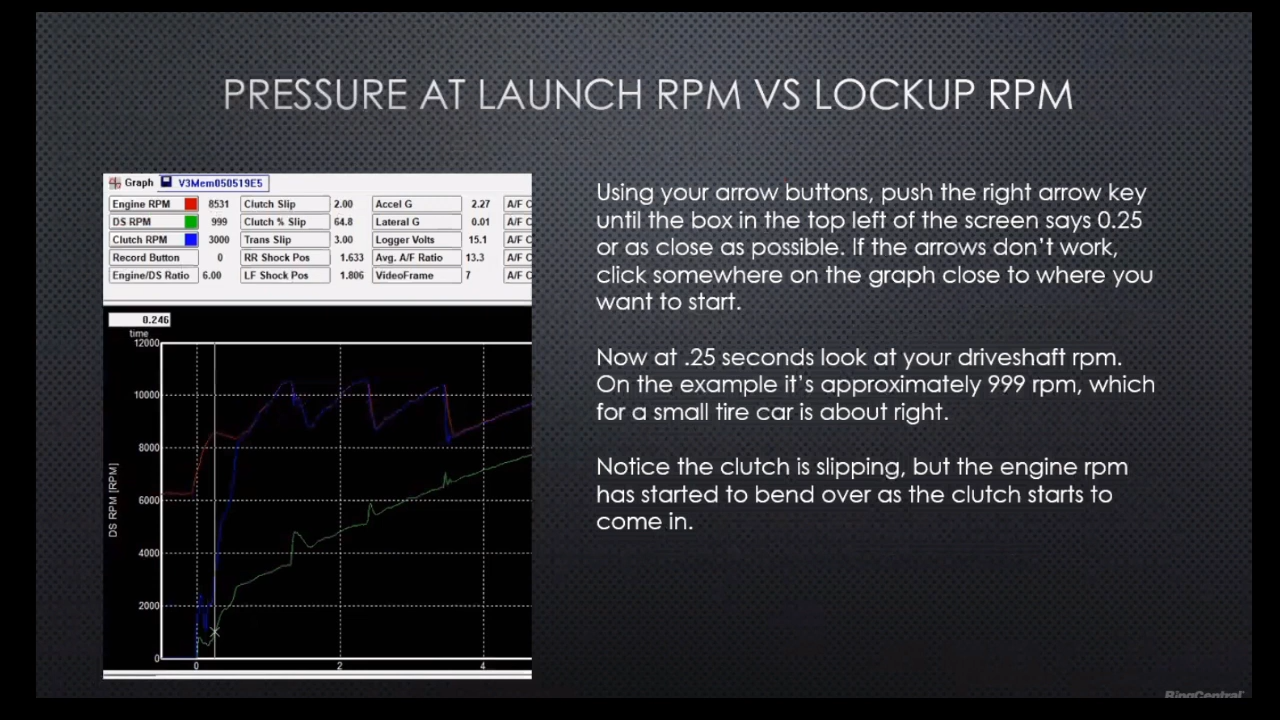 PRESSURE AT LAUNCH RPM VS LOCKUP RPM
Graph V3Mem050519E5
Engine RPM 8531 Clutch Slip 2.00 Accel G 2.27 A/F C
DS RPM 999 Clutch % Slip 64.8 Lateral G 0.01 A/F C
Clutch RPM 3000 Trans Slip 3.00 Logger Volts 15.1 A/F C
Record Button 0 RR Shock Pos 1.633 Avg. A/F Ratio 13.3 A/F C
Engine/DS Ratio 6.00 LF Shock Pos 1.806 VideoFrame 7 A/F C
0.246
time
12000
10000
8000
6000
4000
2000
0
DS RPM [RPM]
0 2 4
Using your arrow buttons, push the right arrow key
until the box in the top left of the screen says 0.25
or as close as possible. If the arrows don't work,
click somewhere on the graph close to where you
want to start.
Now at .25 seconds look at your driveshaft rpm.
On the example it's approximately 999 rpm, which
for a small tire car is about right.
Notice the clutch is slipping, but the engine rpm
has started to bend over as the clutch starts to
come in.
RingCentral